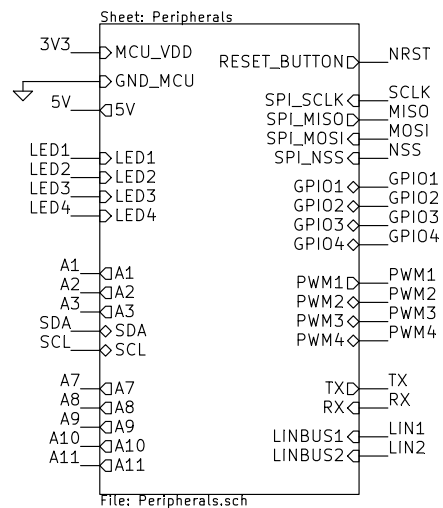 Sheet: Peripherals
3V3 MCU_VDD
GND_MCU
5V 5V
LED1 LED1
LED2 LED2
LED3 LED3
LED4 LED4
A1 A1
A2 A2
A3 A3
SDA SDA
SCL SCL
A7 A7
A8 A8
A9 A9
A10 A10
A11 A11
RESET_BUTTON NRST
SPI_SCLK SCLK
SPI_MISO MISO
SPI_MOSI MOSI
SPI_NSS NSS
GPIO1 GPIO1
GPIO2 GPIO2
GPIO3 GPIO3
GPIO4 GPIO4
PWM1 PWM1
PWM2 PWM2
PWM3 PWM3
PWM4 PWM4
TX TX
RX RX
LINBUS1 LIN1
LINBUS2 LIN2
File: Peripherals.sch